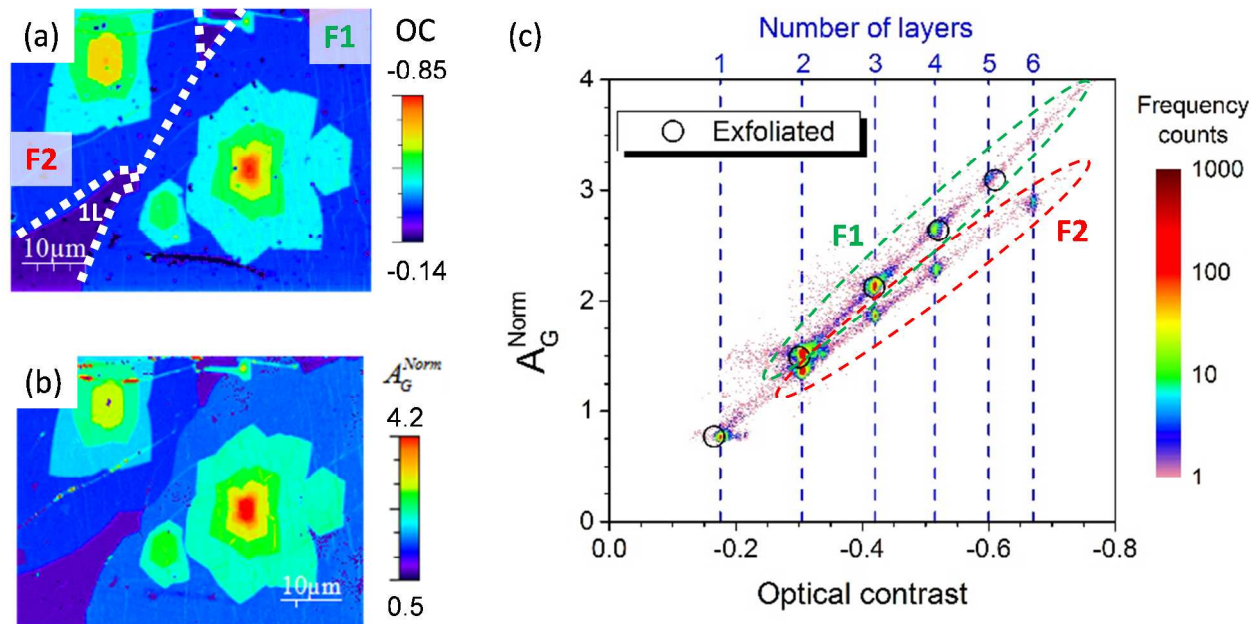 (a)
F1
F2
1L
10µm
OC
-0.85
-0.14
(b)
10µm
A_G^Norm
4.2
0.5
(c)
Number of layers
1 2 3 4 5 6
Exfoliated
F1
F2
A_G^Norm
4
3
2
1
0
0.0 -0.2 -0.4 -0.6 -0.8
Optical contrast
Frequency
counts
1000
100
10
1